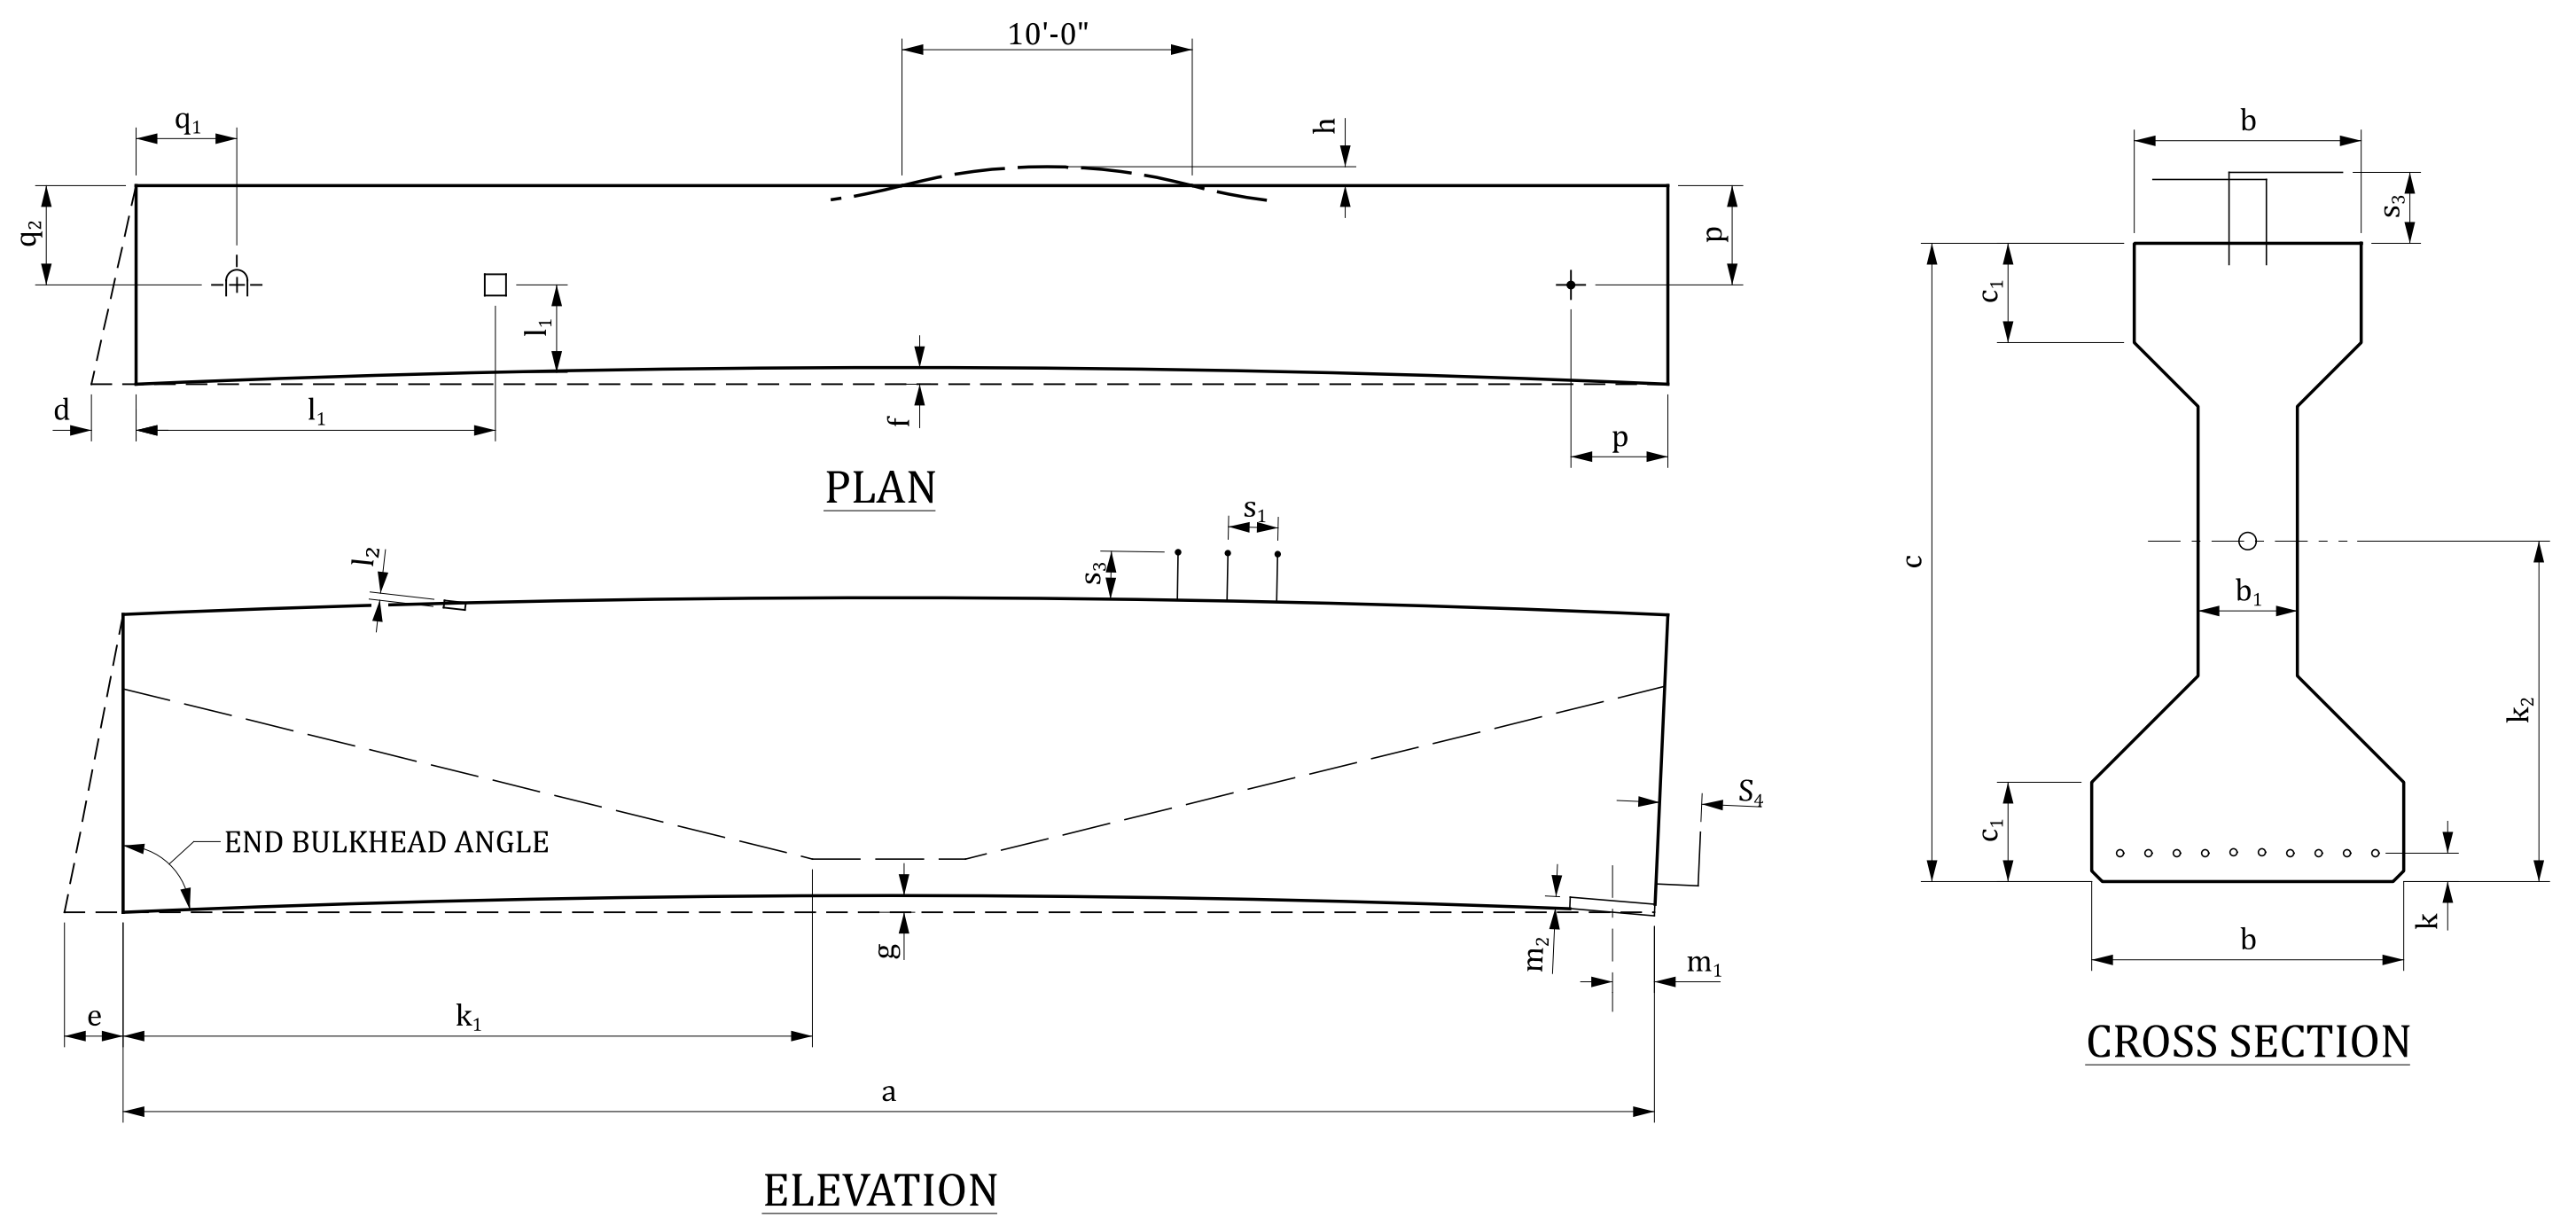 10'-0"
h
q1
q2
p
l1
d
l1
f
p
PLAN
s1
l2
s3
END BULKHEAD ANGLE
S4
g
m2
m1
e
k1
a
ELEVATION
b
s3
c1
c
b1
k2
c1
k
b
CROSS SECTION